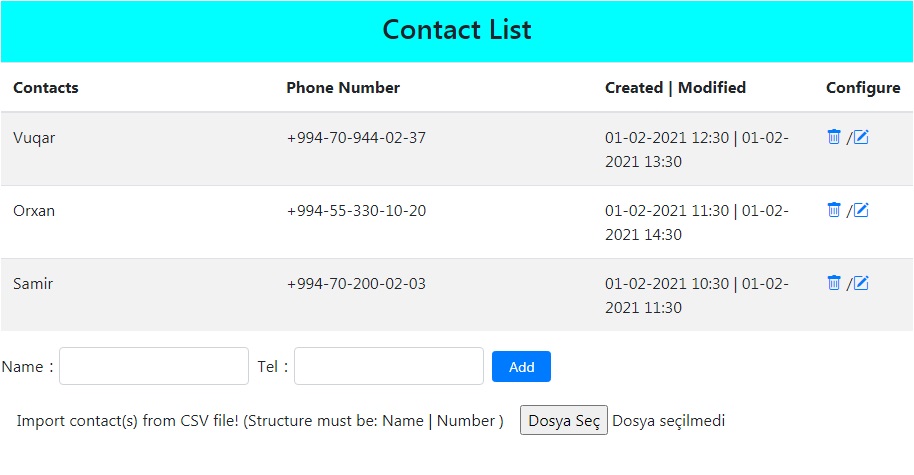 Contact List
Contacts Phone Number Created | Modified Configure
Vuqar +994-70-944-02-37 01-02-2021 12:30 | 01-02-
2021 13:30 /
Orxan +994-55-330-10-20 01-02-2021 11:30 | 01-02-
2021 14:30 /
Samir +994-70-200-02-03 01-02-2021 10:30 | 01-02-
2021 11:30 /
Name : Tel : Add
Import contact(s) from CSV file! (Structure must be: Name | Number ) Dosya Seç Dosya seçilmedi